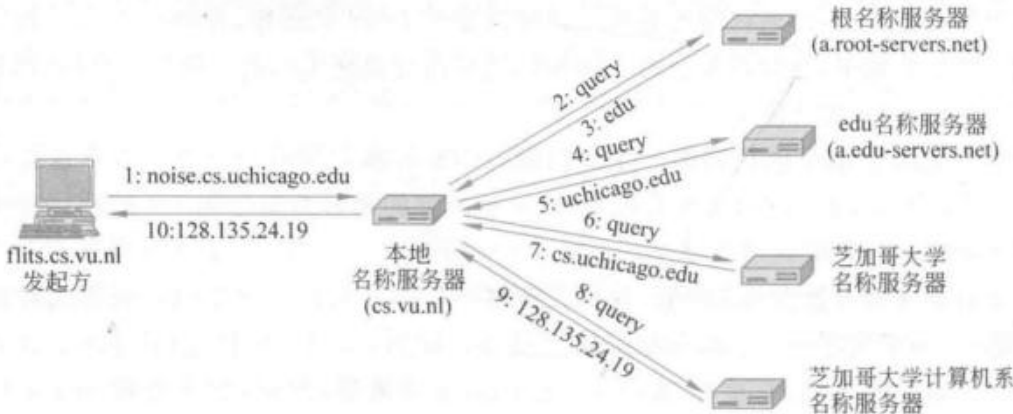 根名称服务器
(a.root-servers.net)
2: query
3: edu
edu名称服务器
(a.edu-servers.net)
4: query
5: uchicago.edu
1: noise.cs.uchicago.edu
10:128.135.24.19
flits.cs.vu.nl
发起方
本地
名称服务器
(cs.vu.nl)
6: query
7: cs.uchicago.edu
芝加哥大学
名称服务器
8: query
9: 128.135.24.19
芝加哥大学计算机系
名称服务器